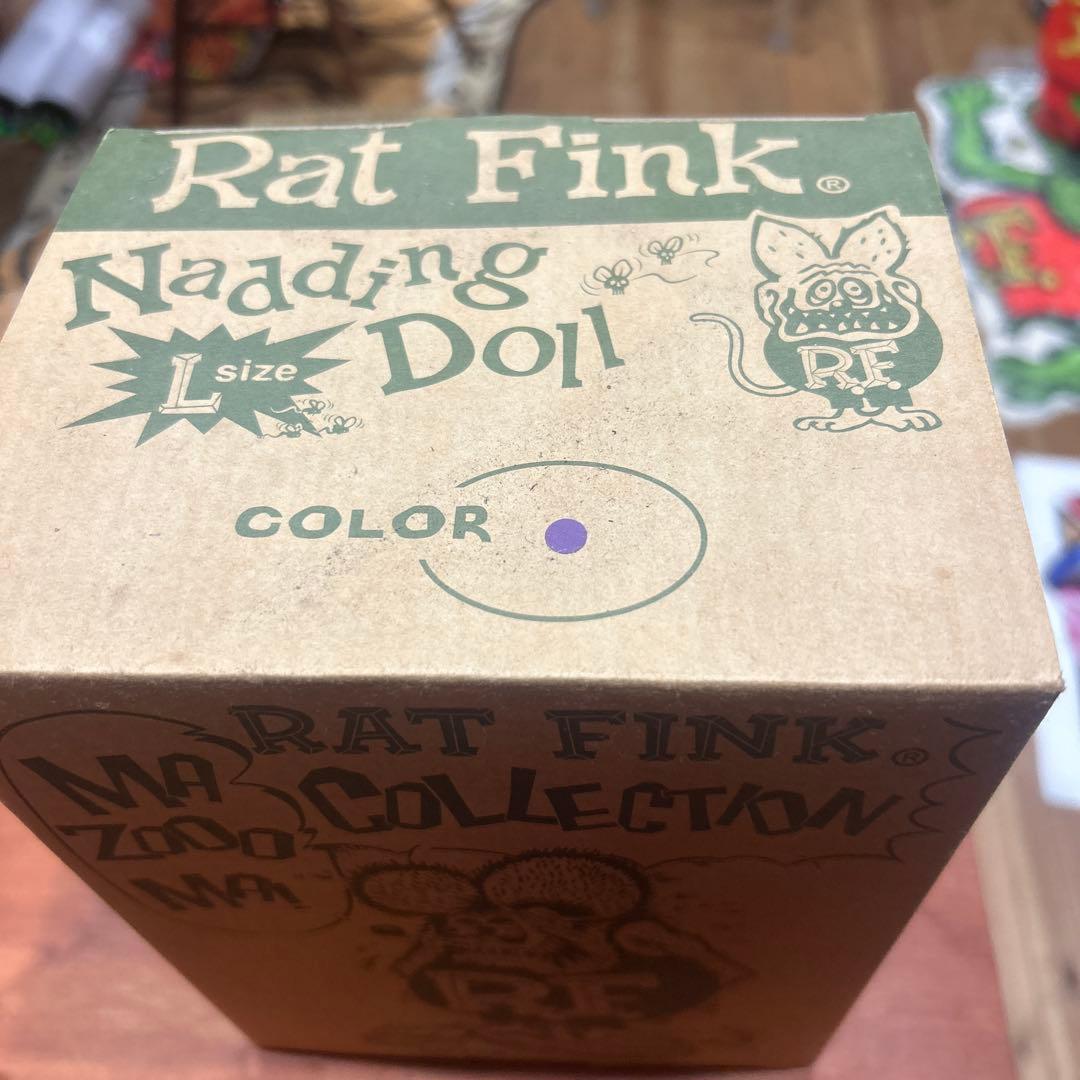 Rat Fink®
Nadding
Doll
L size
R.F.
COLOR
RAT FINK®
COLLECTION
MA
ZOOO
MA!
R.F.